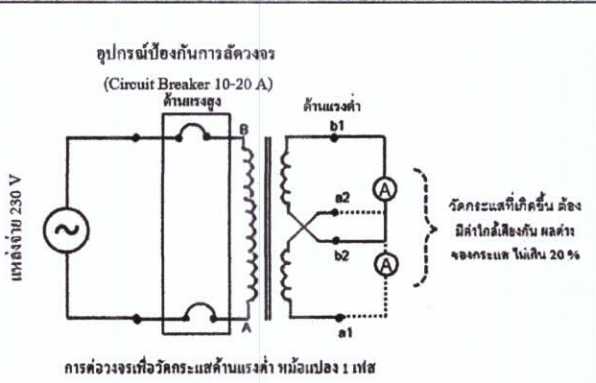 อุปกรณ์ป้องกันการลัดวงจร
(Circuit Breaker 10-20 A)
ด้านแรงสูง
ด้านแรงต่ำ
B
b1
A
a2
b2
A
a1
A
แหล่งจ่าย 230 V
วัดกระแสที่เกิดขึ้น ต้อง
มีค่าใกล้เคียงกัน ผลต่าง
ของกระแส ไม่เกิน 20 %
การต่อวงจรเพื่อวัดกระแสด้านแรงต่ำ หม้อแปลง 1 เฟส